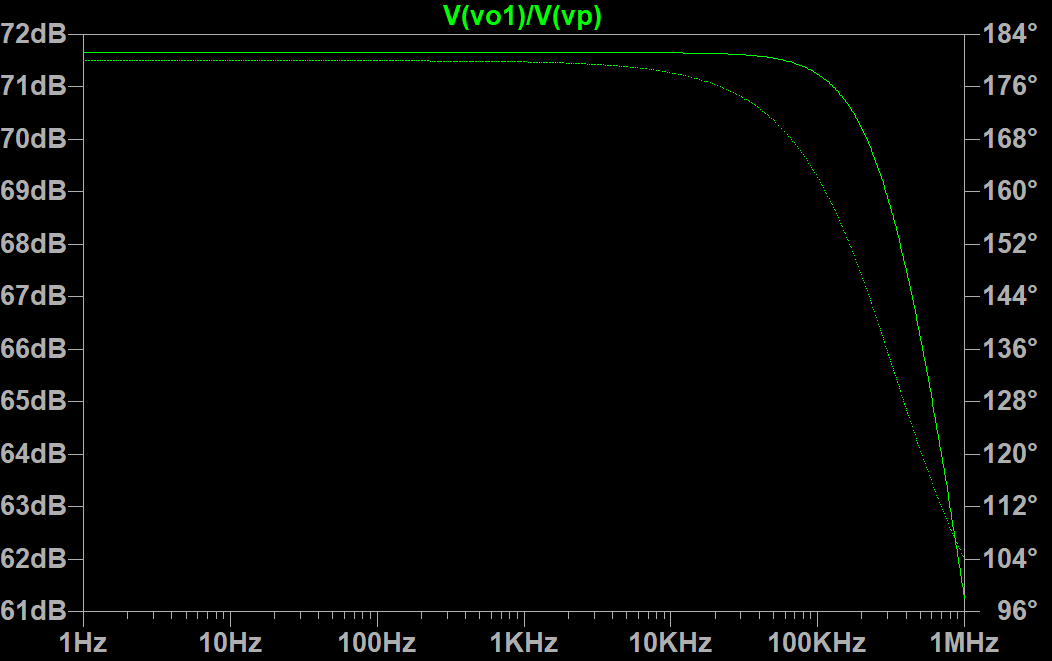 V(vo1)/V(vp)
72dB 184°
71dB 176°
70dB 168°
69dB 160°
68dB 152°
67dB 144°
66dB 136°
65dB 128°
64dB 120°
63dB 112°
62dB 104°
61dB 96°
1Hz 10Hz 100Hz 1KHz 10KHz 100KHz 1MHz